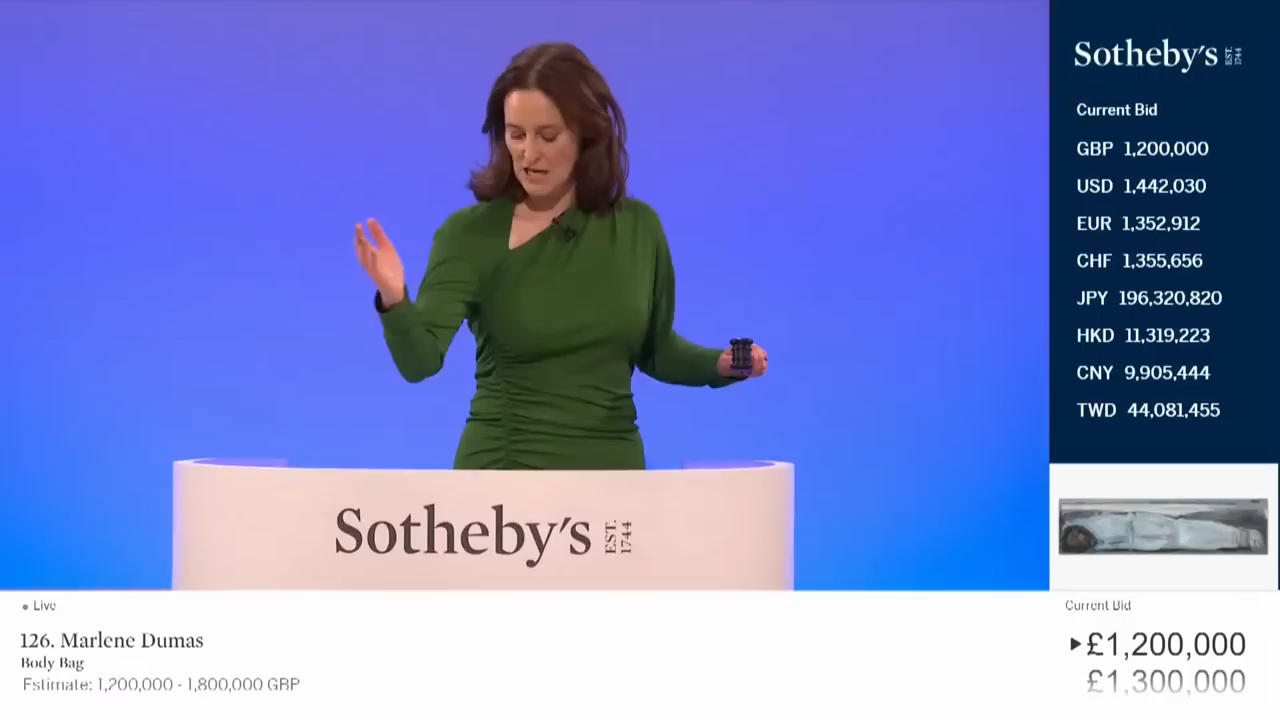 Sotheby's EST. 1744
Current Bid
GBP 1,200,000
USD 1,442,030
EUR 1,352,912
CHF 1,355,656
JPY 196,320,820
HKD 11,319,223
CNY 9,905,444
TWD 44,081,455
Sotheby's EST. 1744
Live
126. Marlene Dumas
Body Bag
Estimate: 1,200,000 - 1,800,000 GBP
Current Bid
£1,200,000
£1,300,000